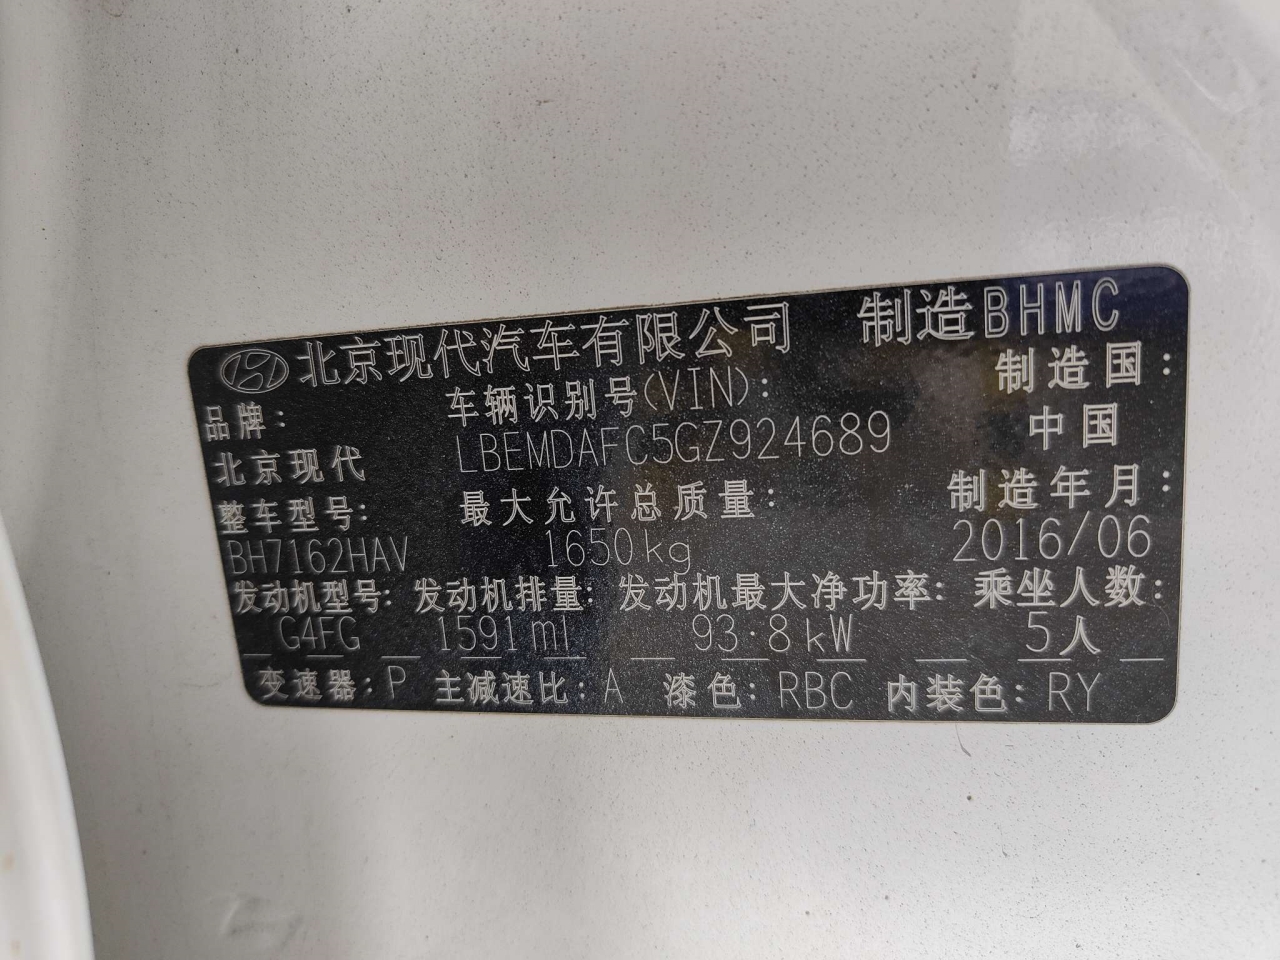 北京现代汽车有限公司 制造BHMC
品牌: 车辆识别号(VIN): 制造国:
北京现代 LBEMDAFC5GZ924689 中国
整车型号: 最大允许总质量: 制造年月:
BH7162HAV 1650kg 2016/06
发动机型号: 发动机排量: 发动机最大净功率: 乘坐人数:
G4FG 1591ml 93.8kW 5人
变速器: P 主减速比: A 漆色: RBC 内装色: RY